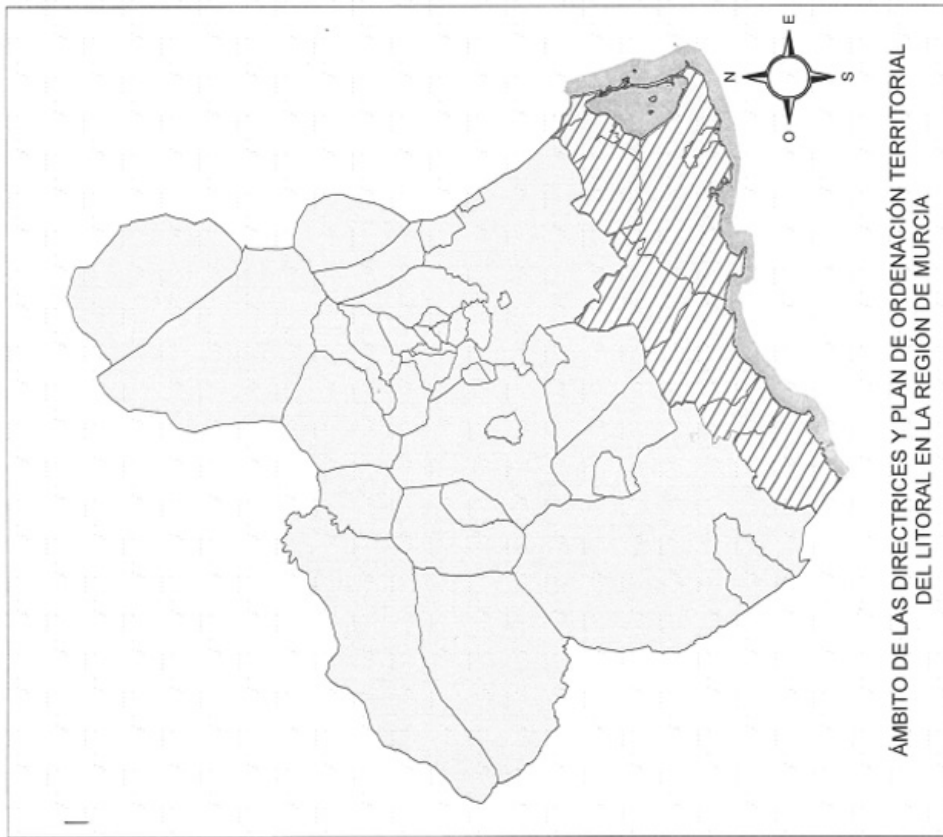 N
E
O
S
ÁMBITO DE LAS DIRECTRICES Y PLAN DE ORDENACIÓN TERRITORIAL
DEL LITORAL EN LA REGIÓN DE MURCIA